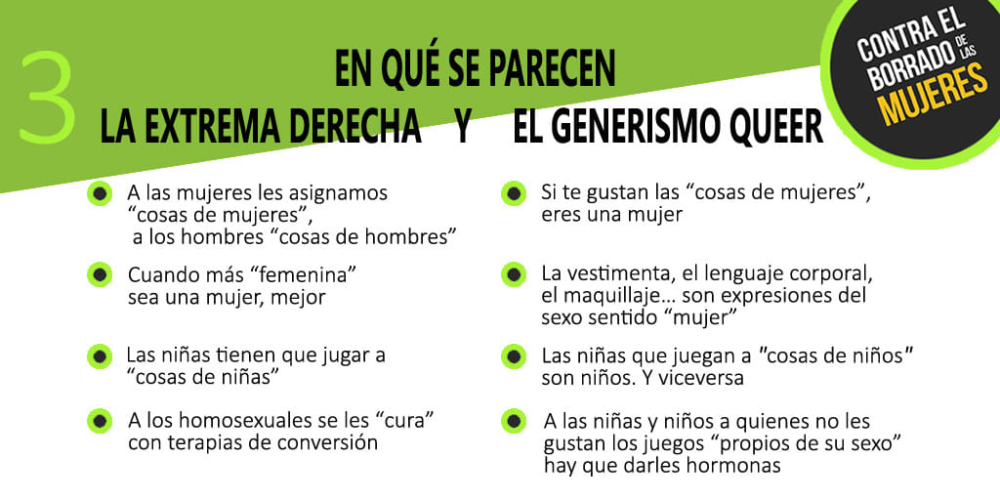 3
EN QUÉ SE PARECEN
LA EXTREMA DERECHA Y EL GENERISMO QUEER
CONTRA EL
BORRADO DE LAS
MUJERES
A las mujeres les asignamos
“cosas de mujeres”,
a los hombres “cosas de hombres”
Cuando más “femenina”
sea una mujer, mejor
Las niñas tienen que jugar a
“cosas de niñas”
A los homosexuales se les “cura”
con terapias de conversión
Si te gustan las “cosas de mujeres”,
eres una mujer
La vestimenta, el lenguaje corporal,
el maquillaje... son expresiones del
sexo sentido “mujer”
Las niñas que juegan a "cosas de niños"
son niños. Y viceversa
A las niñas y niños a quienes no les
gustan los juegos “propios de su sexo”
hay que darles hormonas